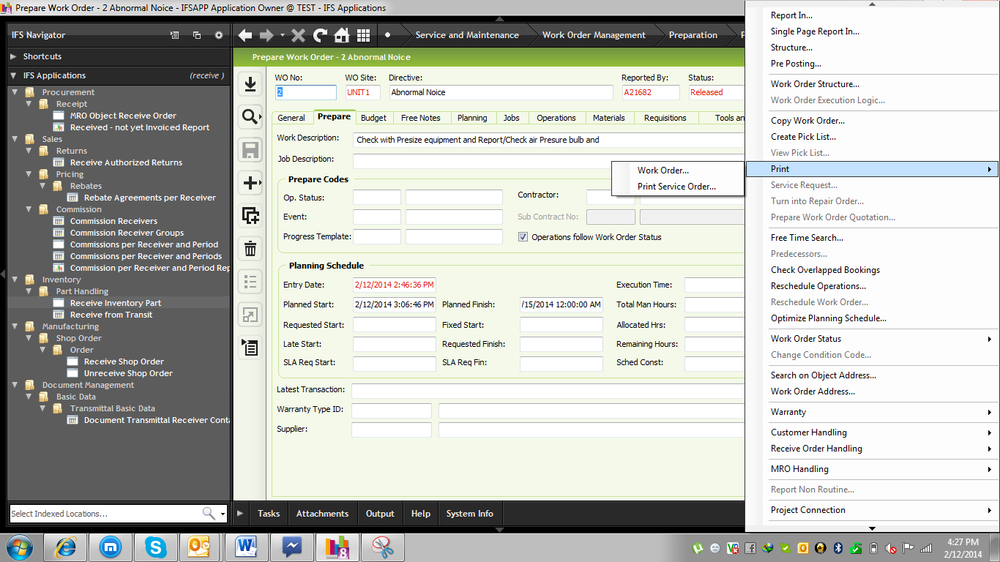 Prepare Work Order - 2 Abnormal Noice - IFSAPP Application Owner @ TEST - IFS Applications
IFS Navigator
Service and Maintenance
Work Order Management
Preparation
Shortcuts
IFS Applications
(receive )
Procurement
Receipt
MRO Object Receive Order
Received - not yet Invoiced Report
Sales
Returns
Receive Authorized Returns
Pricing
Rebates
Rebate Agreements per Receiver
Commission
Commission Receivers
Commission Receiver Groups
Commissions per Receiver and Period
Commissions per Receiver and Periods
Commission per Receiver and Period Rep
Inventory
Part Handling
Receive Inventory Part
Receive from Transit
Manufacturing
Shop Order
Order
Receive Shop Order
Unreceive Shop Order
Document Management
Basic Data
Transmittal Basic Data
Document Transmittal Receiver Conta
Select Indexed Locations...
Prepare Work Order - 2 Abnormal Noice
WO No:
WO Site:
Directive:
Reported By:
Status:
2
UNIT1
Abnormal Noice
A21682
Released
General
Prepare
Budget
Free Notes
Planning
Jobs
Operations
Materials
Requisitions
Tools an
Work Description:
Check with Presize equipment and Report/Check air Presure bulb and
Job Description:
Prepare Codes
Op. Status:
Contractor:
Event:
Sub Contract No:
Progress Template:
Operations follow Work Order Status
Planning Schedule
Entry Date:
2/12/2014 2:46:36 PM
Execution Time:
Planned Start:
2/12/2014 3:06:46 PM
Planned Finish:
/15/2014 12:00:00 AM
Total Man Hours:
Requested Start:
Fixed Start:
Allocated Hrs:
Late Start:
Requested Finish:
Remaining Hours:
SLA Req Start:
SLA Req Fin:
Sched Const:
Latest Transaction:
Warranty Type ID:
Supplier:
Tasks
Attachments
Output
Help
System Info
Work Order...
Print Service Order...
Report In...
Single Page Report In...
Structure...
Pre Posting...
Work Order Structure...
Work Order Execution Logic...
Copy Work Order...
Create Pick List...
View Pick List...
Print
Service Request...
Turn into Repair Order...
Prepare Work Order Quotation...
Free Time Search...
Predecessors...
Check Overlapped Bookings
Reschedule Operations...
Reschedule Work Order...
Optimize Planning Schedule...
Work Order Status
Change Condition Code...
Search on Object Address...
Work Order Address...
Warranty
Customer Handling
Receive Order Handling
MRO Handling
Report Non Routine...
Project Connection
4:27 PM
2/12/2014